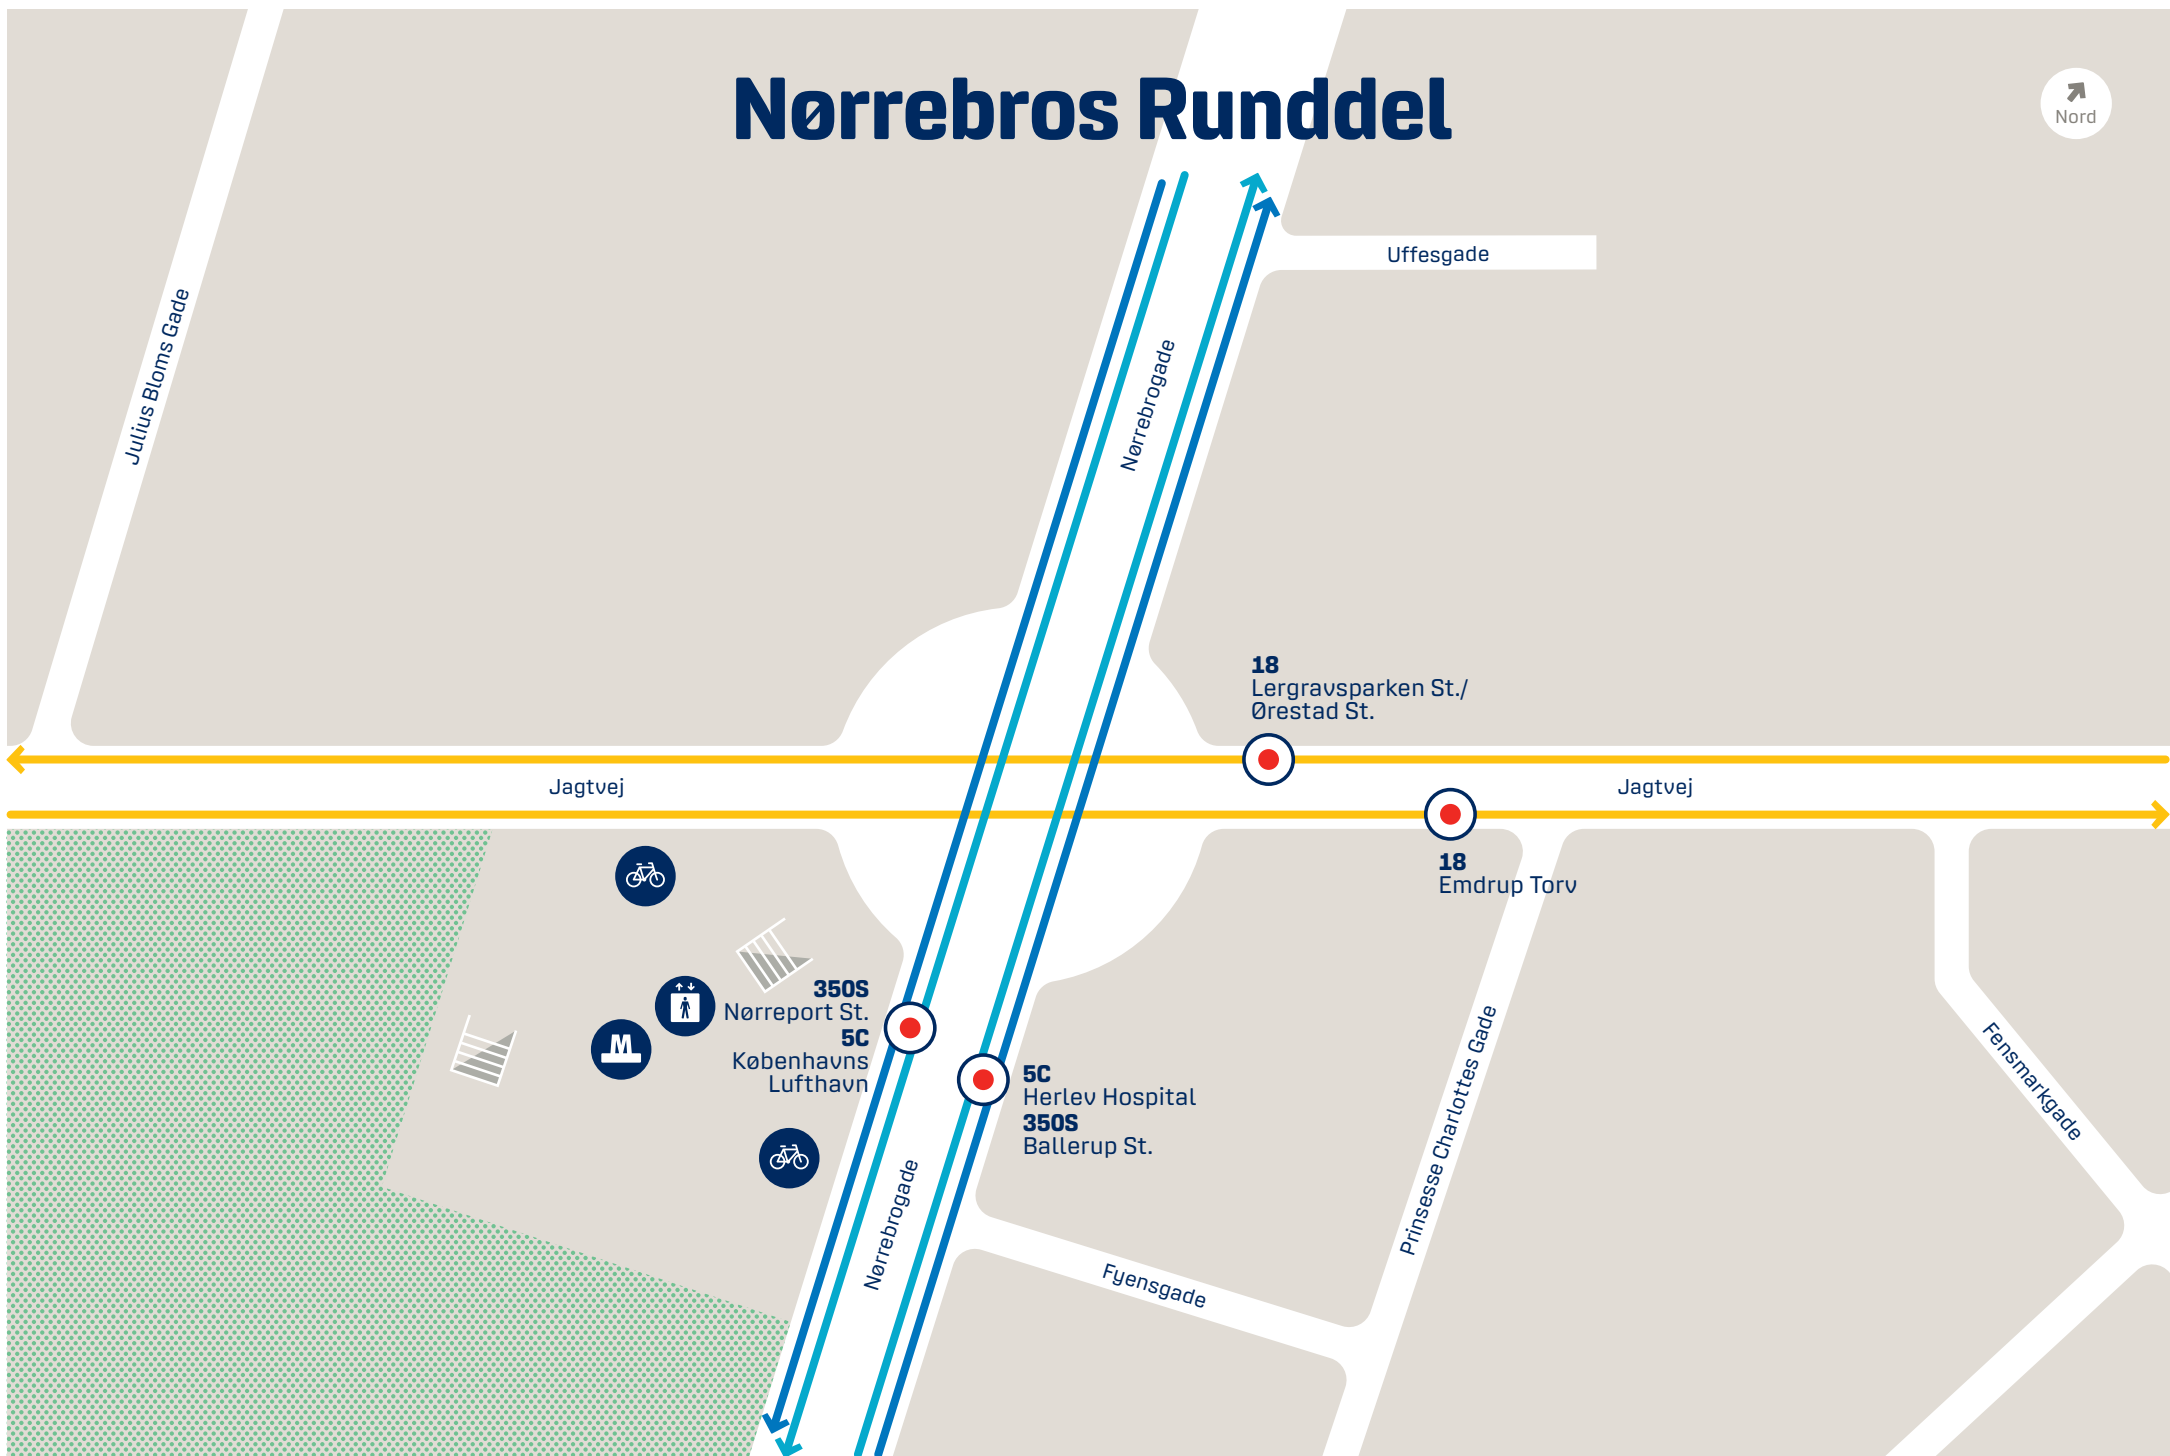 Nørrebros Runddel
Nord
Uffesgade
Julius Bloms Gade
Nørrebrogade
18
Lergravsparken St./
Ørestad St.
Jagtvej
Jagtvej
18
Emdrup Torv
350S
Nørreport St.
5C
Københavns
Lufthavn
M
5C
Herlev Hospital
350S
Ballerup St.
Prinsesse Charlottes Gade
Fensmarkgade
Nørrebrogade
Fyensgade